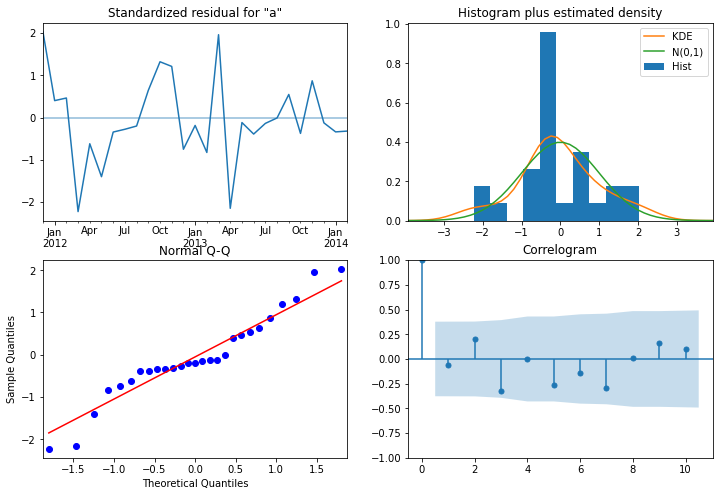 Standardized residual for "a"
2
1
0
−1
−2
Jan
2012
Apr
Jul
Oct
Jan
2013
Apr
Jul
Oct
Jan
2014
Histogram plus estimated density
1.0
0.8
0.6
0.4
0.2
0.0
−3
−2
−1
0
1
2
3
KDE
N(0,1)
Hist
Normal Q-Q
Sample Quantiles
2
1
0
−1
−2
−1.5
−1.0
−0.5
0.0
0.5
1.0
1.5
Theoretical Quantiles
Correlogram
1.00
0.75
0.50
0.25
0.00
−0.25
−0.50
−0.75
−1.00
0
2
4
6
8
10